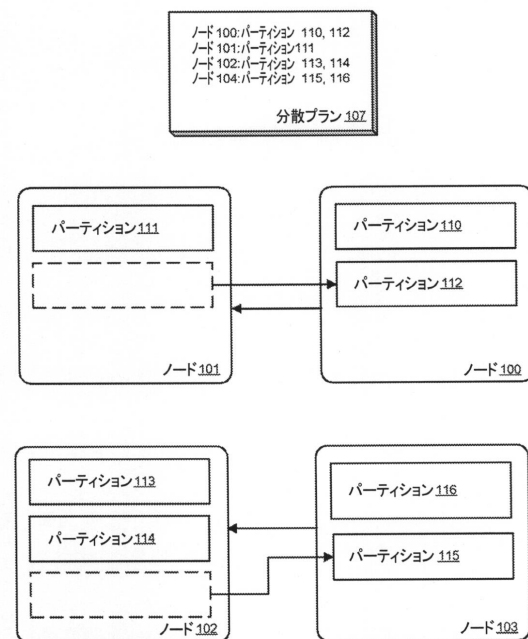 ノード100:パーティション 110, 112
ノード101:パーティション111
ノード102:パーティション 113, 114
ノード104:パーティション 115, 116
分散プラン 107
パーティション111
ノード101
パーティション110
パーティション112
ノード100
パーティション113
パーティション114
ノード102
パーティション 116
パーティション 115
ノード103